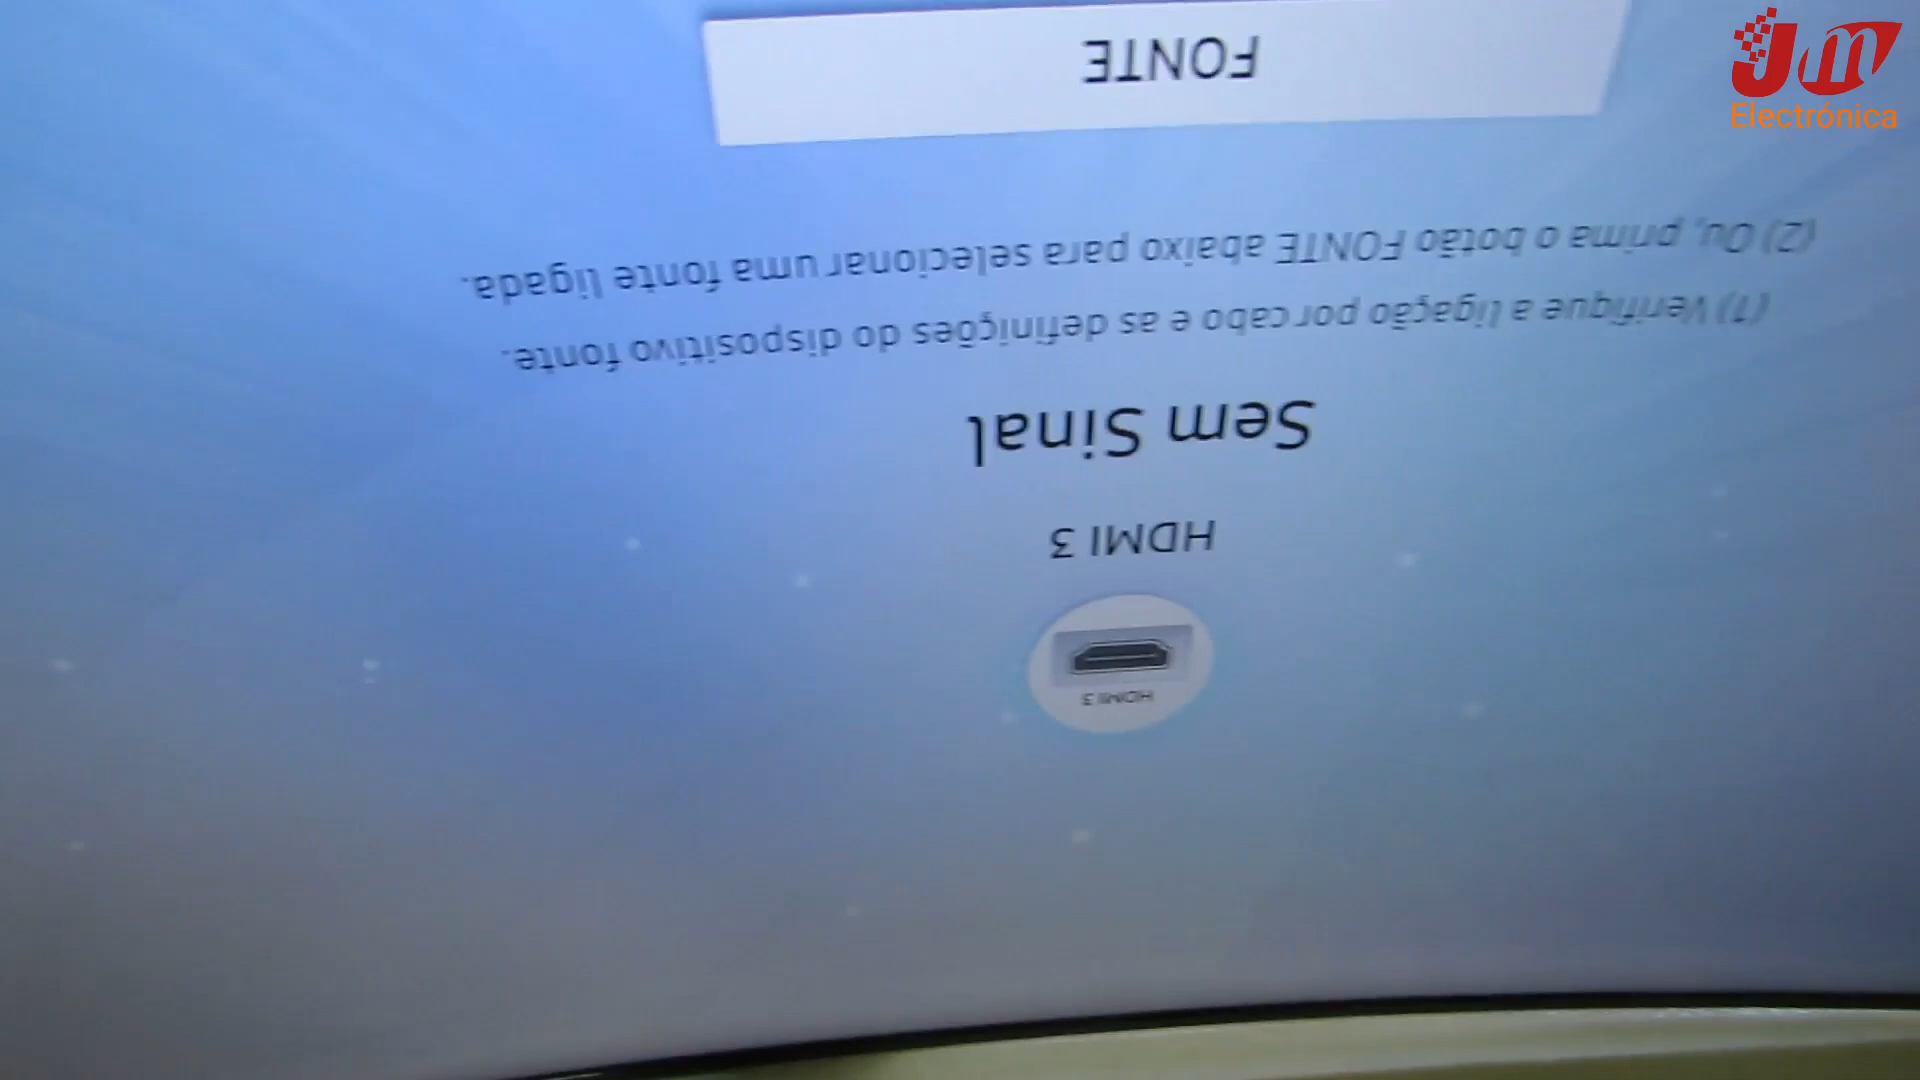 HDMI 3
HDMI 3
Sem Sinal
(1) Verifique a ligação por cabo e as definições do dispositivo fonte.
(2) Ou, prima o botão FONTE abaixo para selecionar uma fonte ligada.
FONTE
Jm
Electrónica